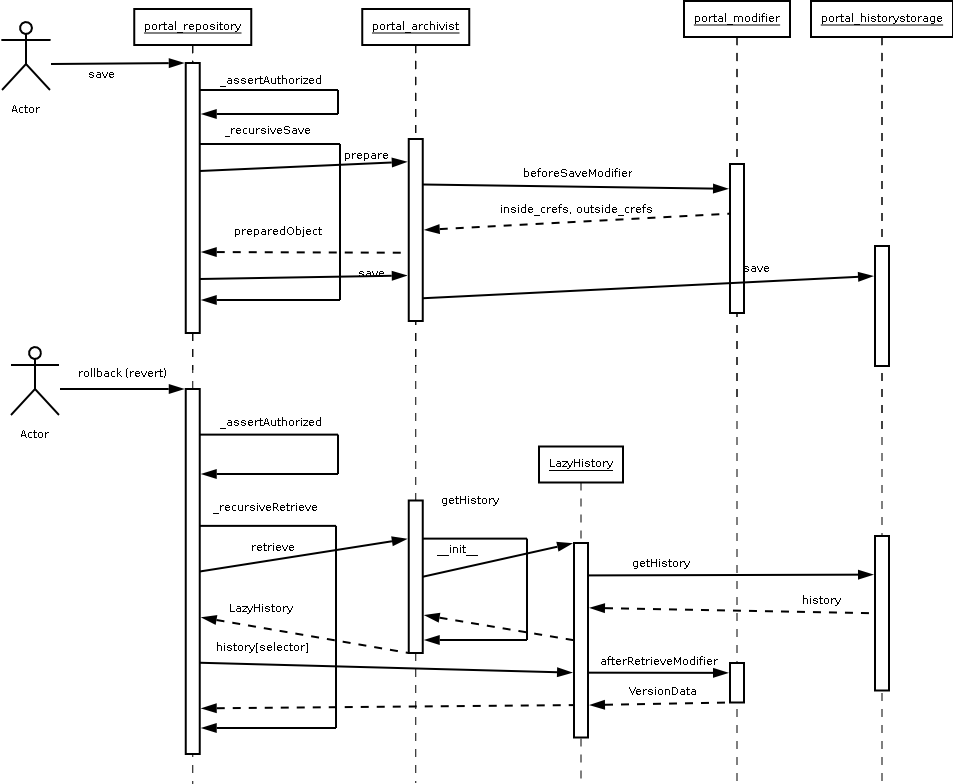 portal_repository
portal_archivist
portal_modifier
portal_historystorage
save
Actor
_assertAuthorized
_recursiveSave
prepare
beforeSaveModifier
inside_crefs, outside_crefs
preparedObject
save
save
rollback (revert)
Actor
_assertAuthorized
LazyHistory
getHistory
_recursiveRetrieve
retrieve
__init__
getHistory
history
LazyHistory
history[selector]
afterRetrieveModifier
VersionData